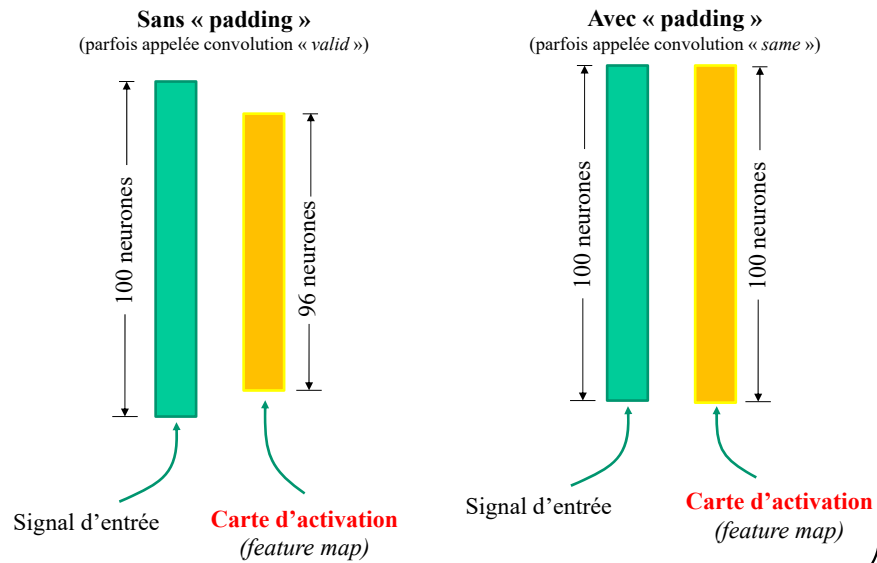 Sans « padding »
(parfois appelée convolution « valid »)
100 neurones
96 neurones
Signal d’entrée
Carte d’activation
(feature map)
Avec « padding »
(parfois appelée convolution « same »)
100 neurones
100 neurones
Signal d’entrée
Carte d’activation
(feature map)